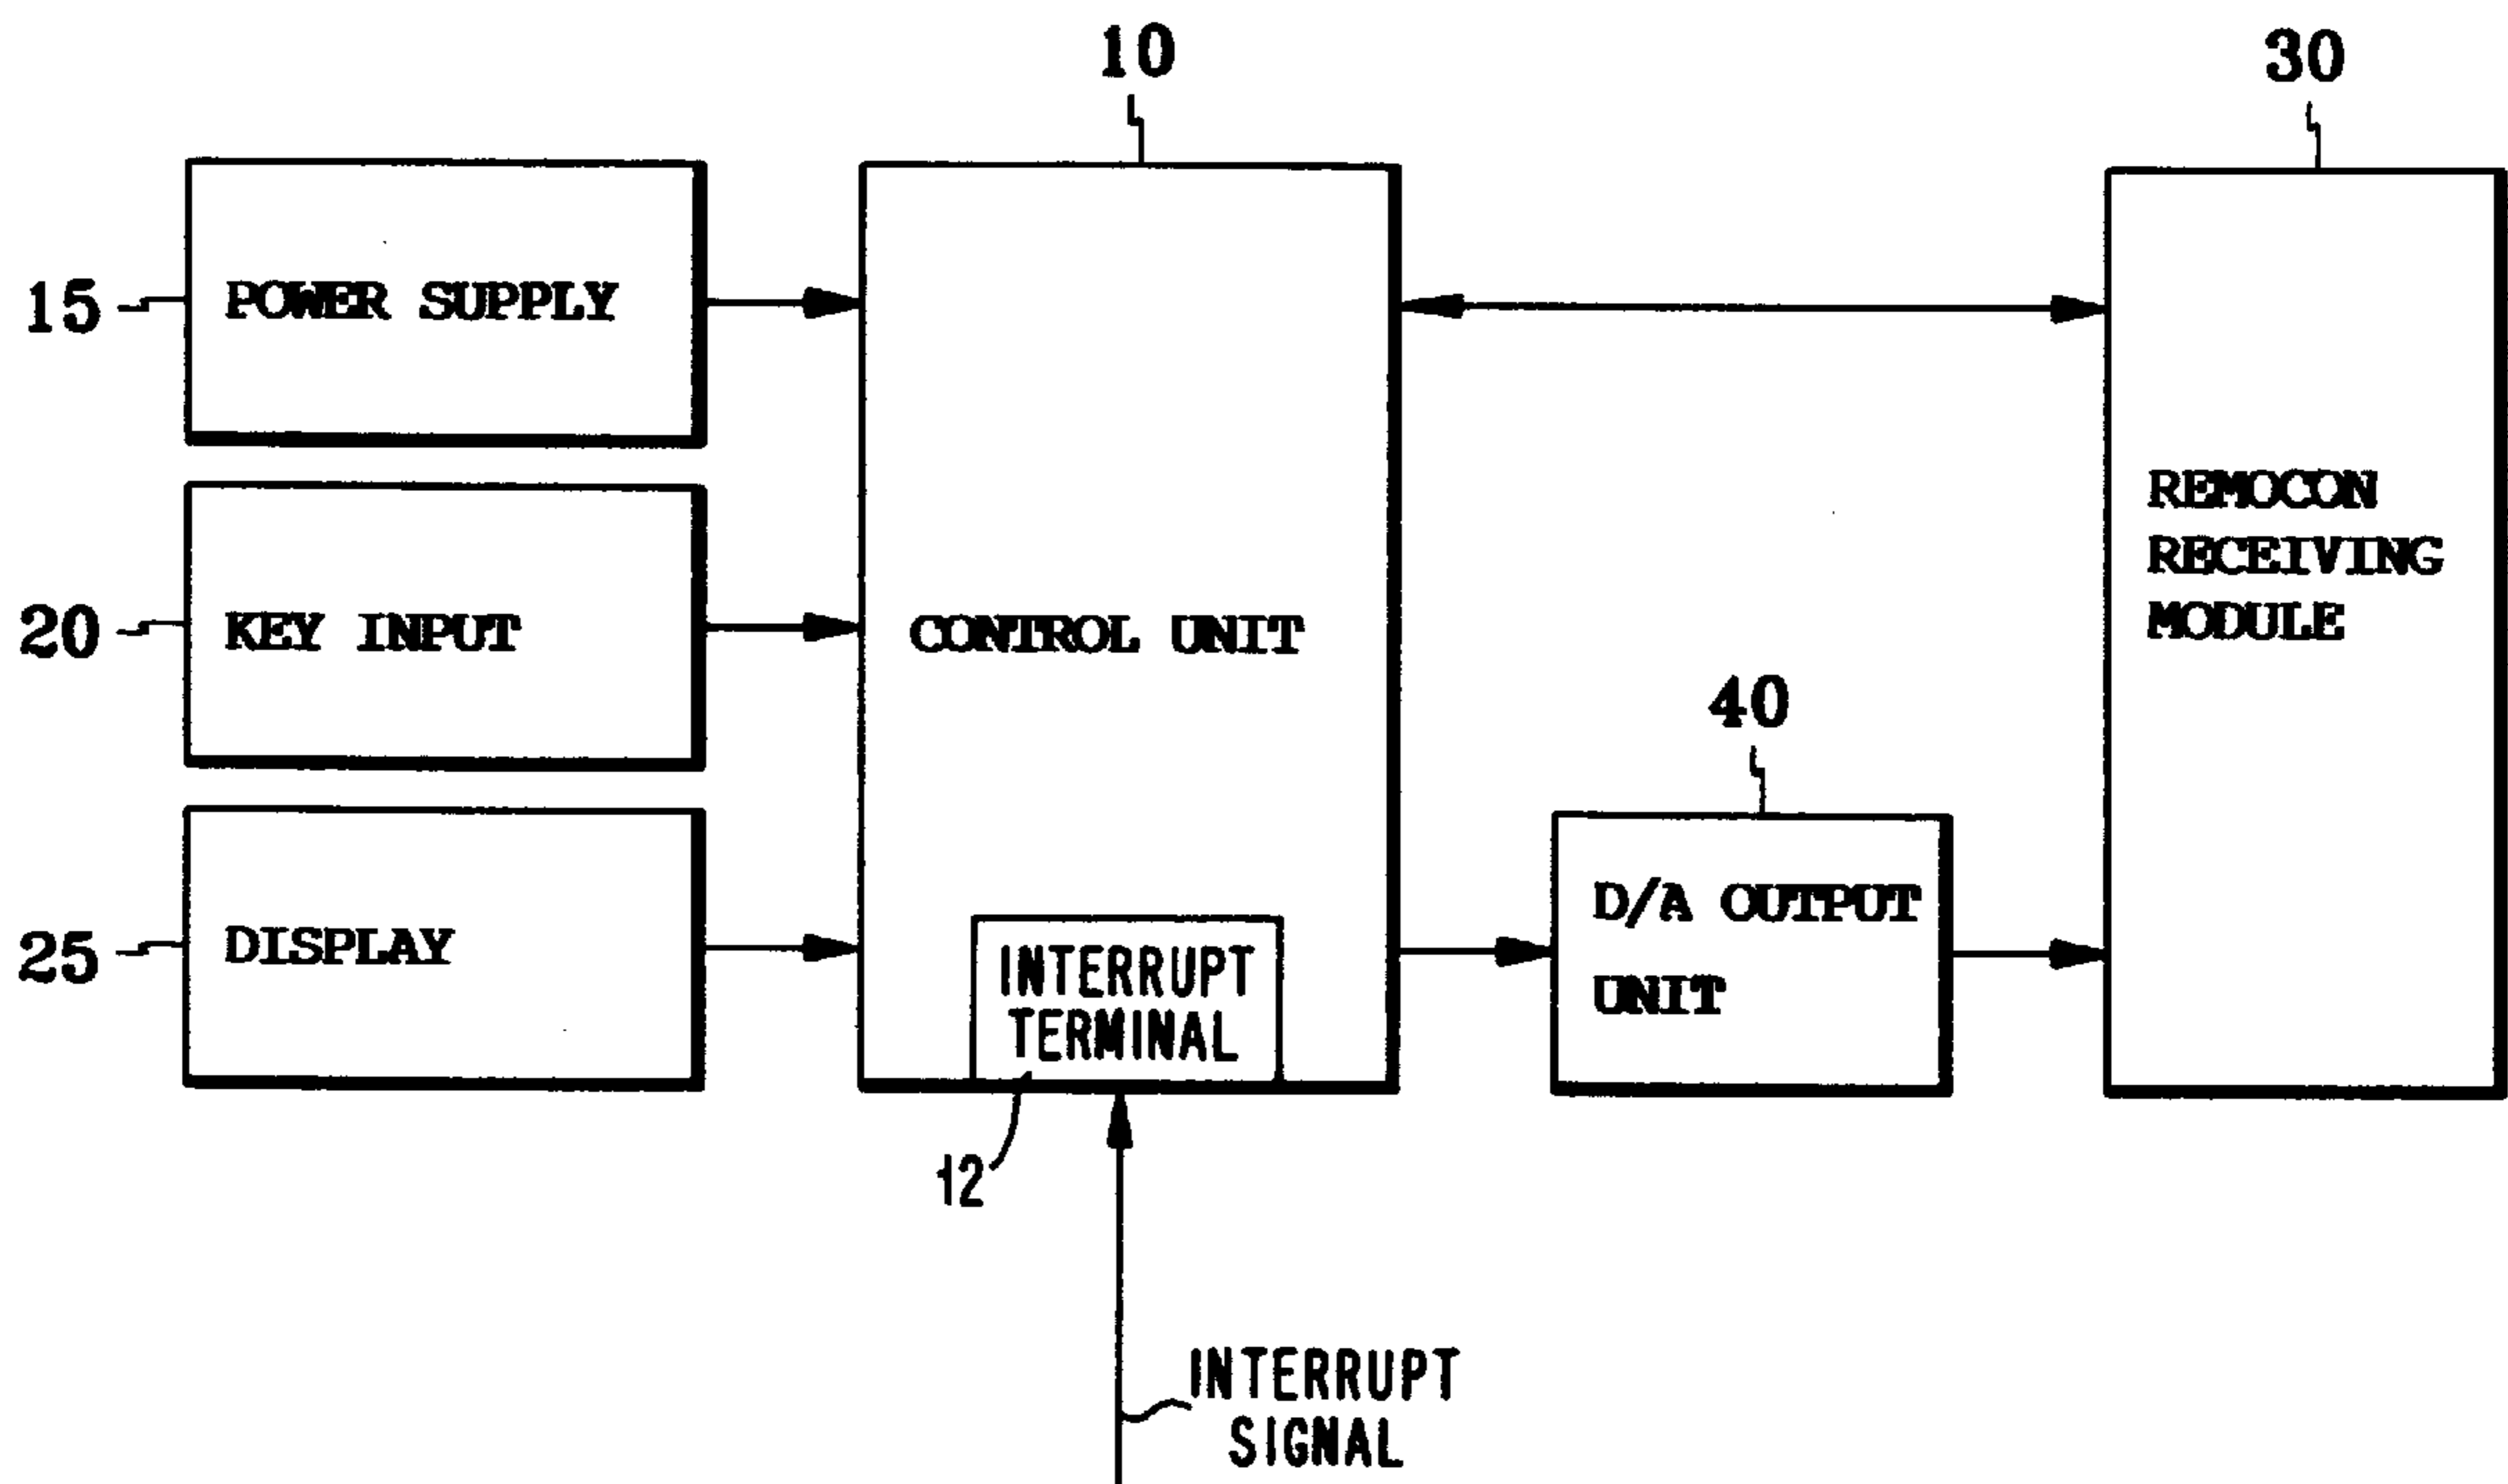 10
30
15
POWER SUPPLY
20
KEY INPUT
25
DISPLAY
CONTROL UNIT
INTERRUPT
TERMINAL
12
INTERRUPT
SIGNAL
40
D/A OUTPUT
UNIT
REMOCON
RECEIVING
MODULE